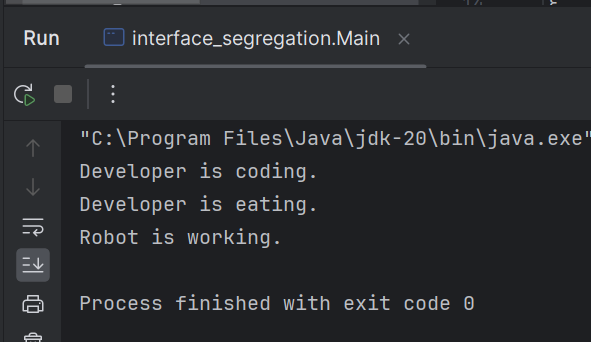 Run interface_segregation.Main
"C:\Program Files\Java\jdk-20\bin\java.exe"
Developer is coding.
Developer is eating.
Robot is working.
Process finished with exit code 0